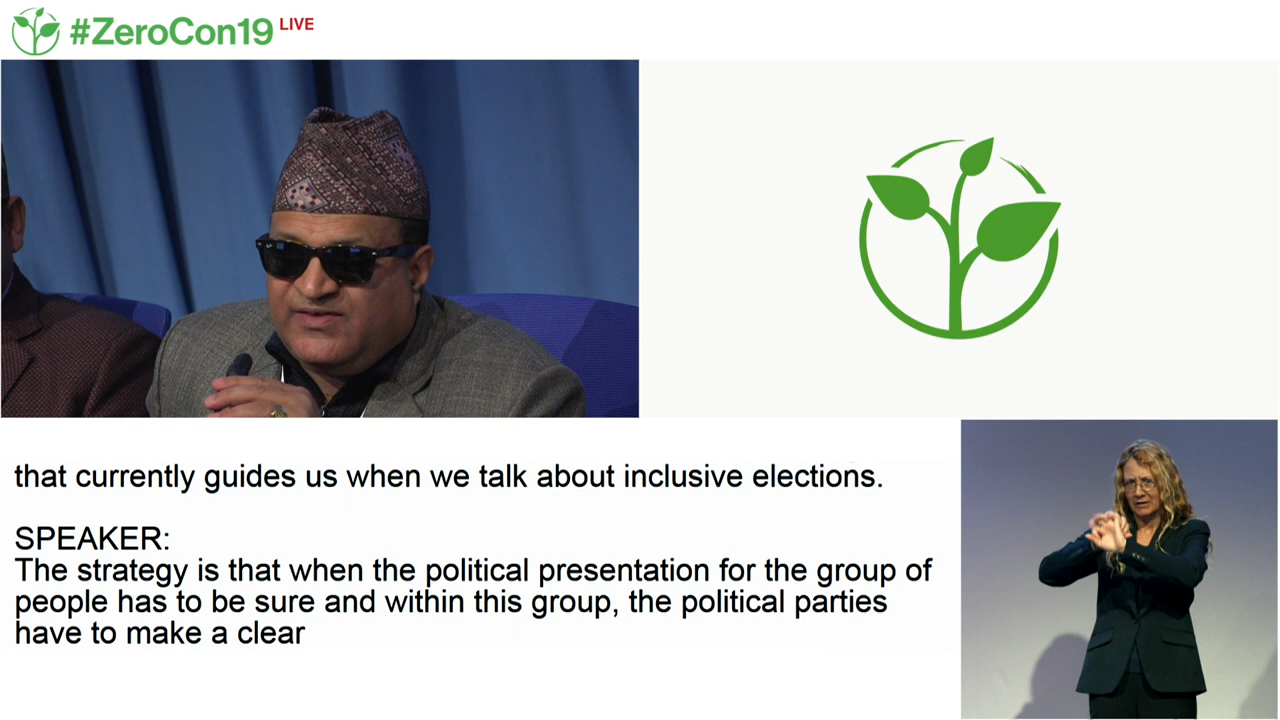 #ZeroCon19 LIVE
that currently guides us when we talk about inclusive elections.
SPEAKER:
The strategy is that when the political presentation for the group of
people has to be sure and within this group, the political parties
have to make a clear